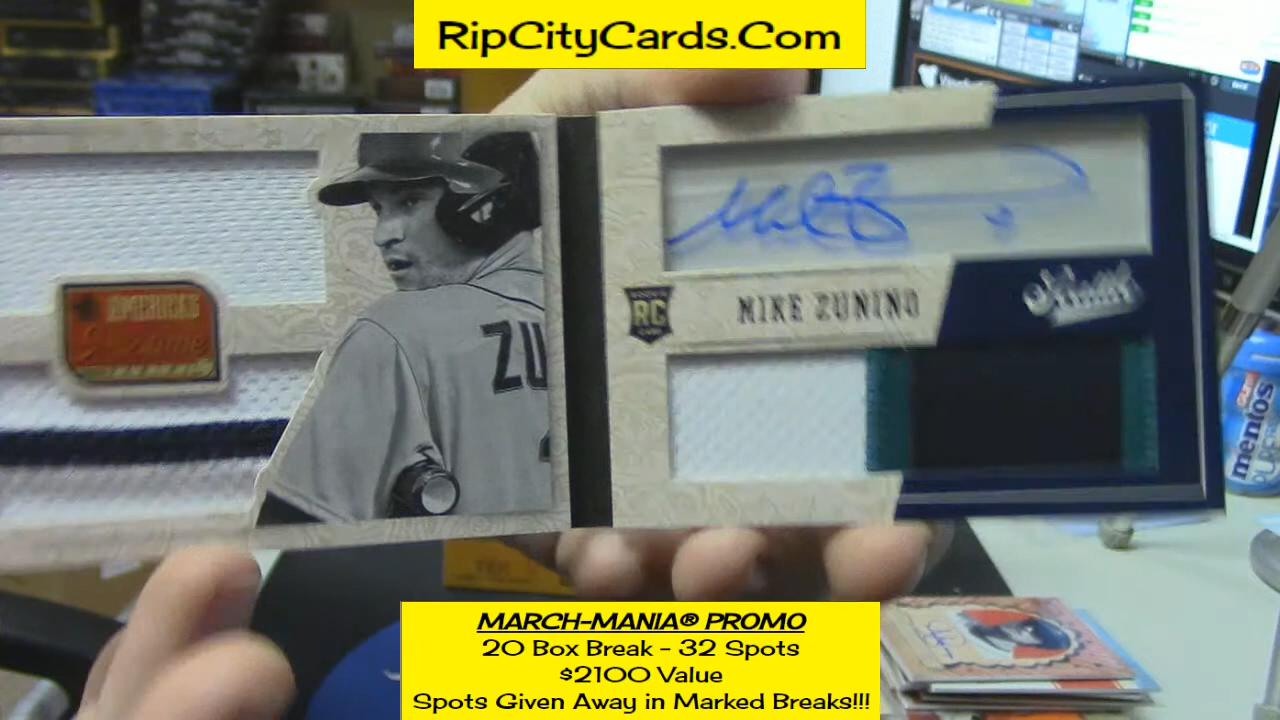 RipCityCards.Com
ZU
RC
MIKE ZUNINO
mentos
PURE
MARCH-MANIA® PROMO
20 Box Break - 32 Spots
$2100 Value
Spots Given Away in Marked Breaks!!!